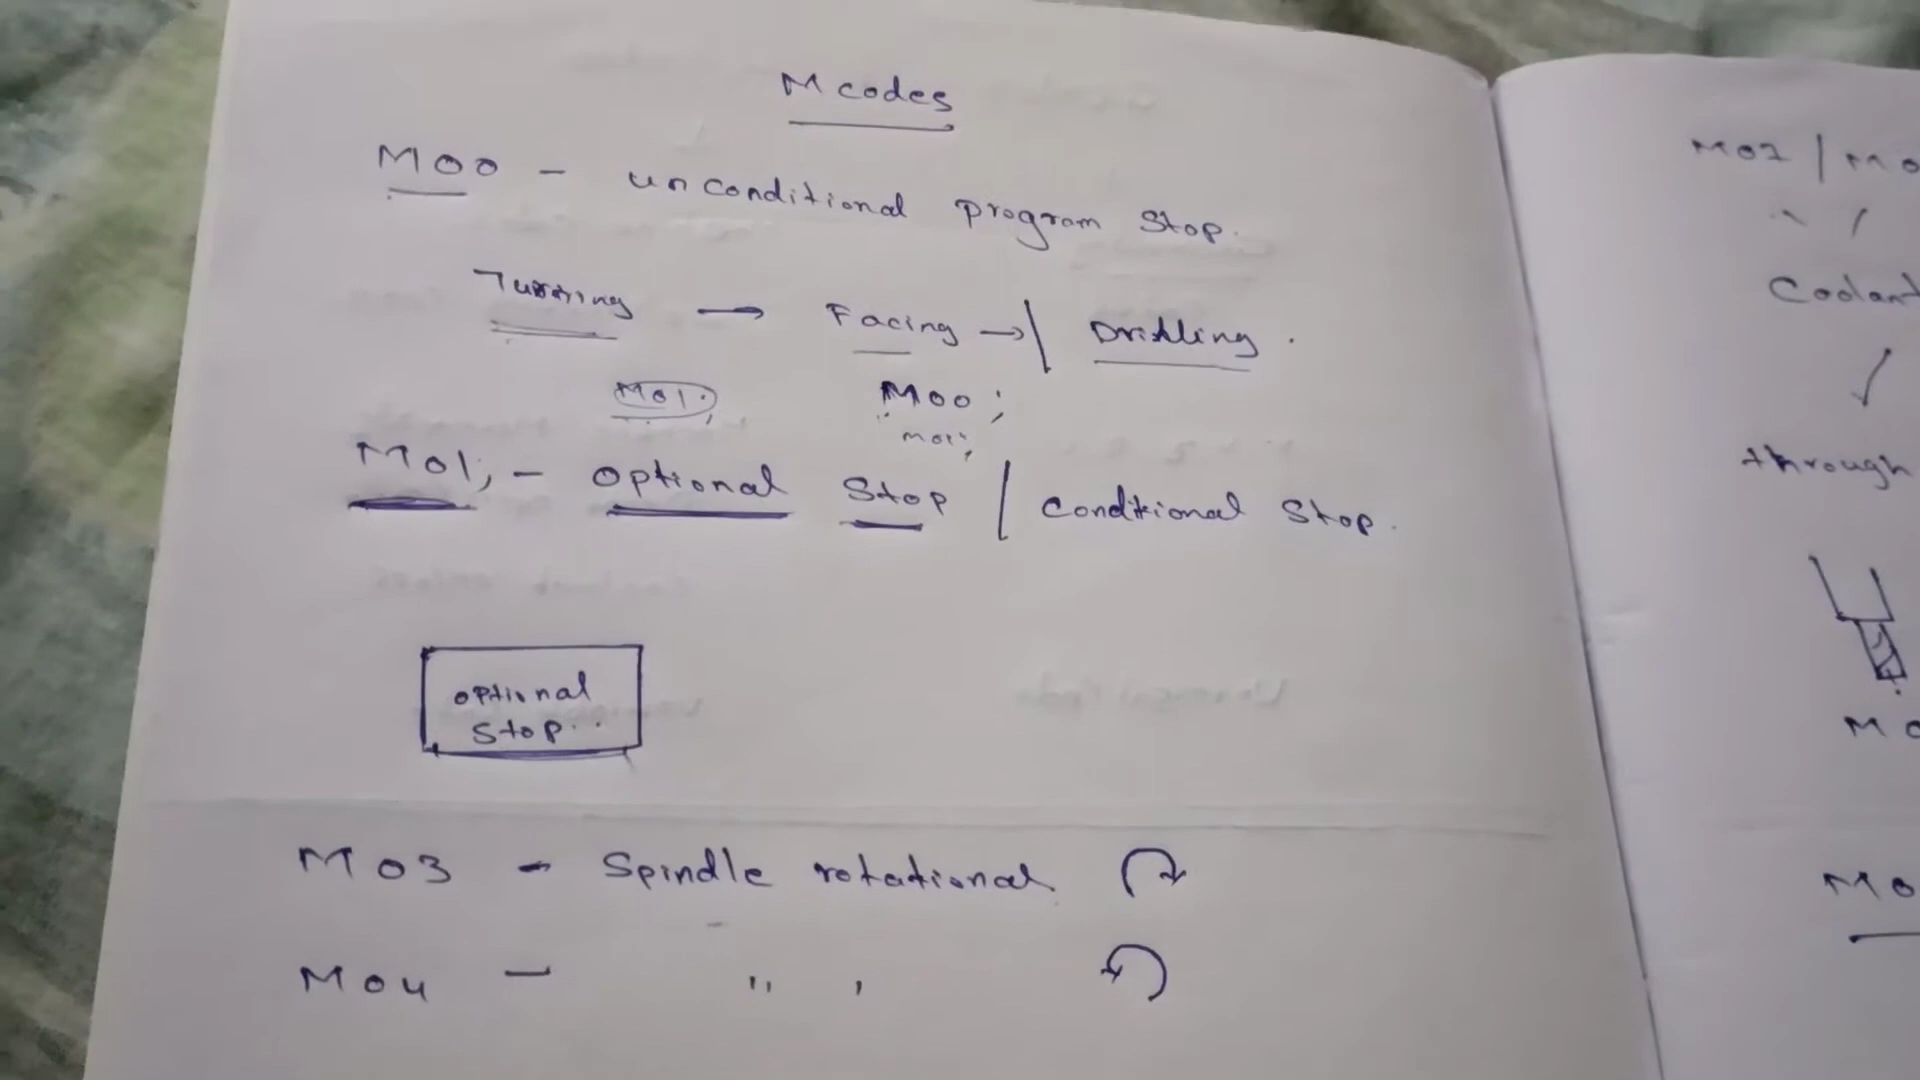 M codes
M00 - unconditional program Stop.
Turning → Facing → | Drilling.
M01;
M00;
M01;
M01; - optional Stop / Conditional Stop.
optional
Stop..
M03 - Spindle rotational
M04 - " "
M07 / M0
Coolant
through
M0
M0